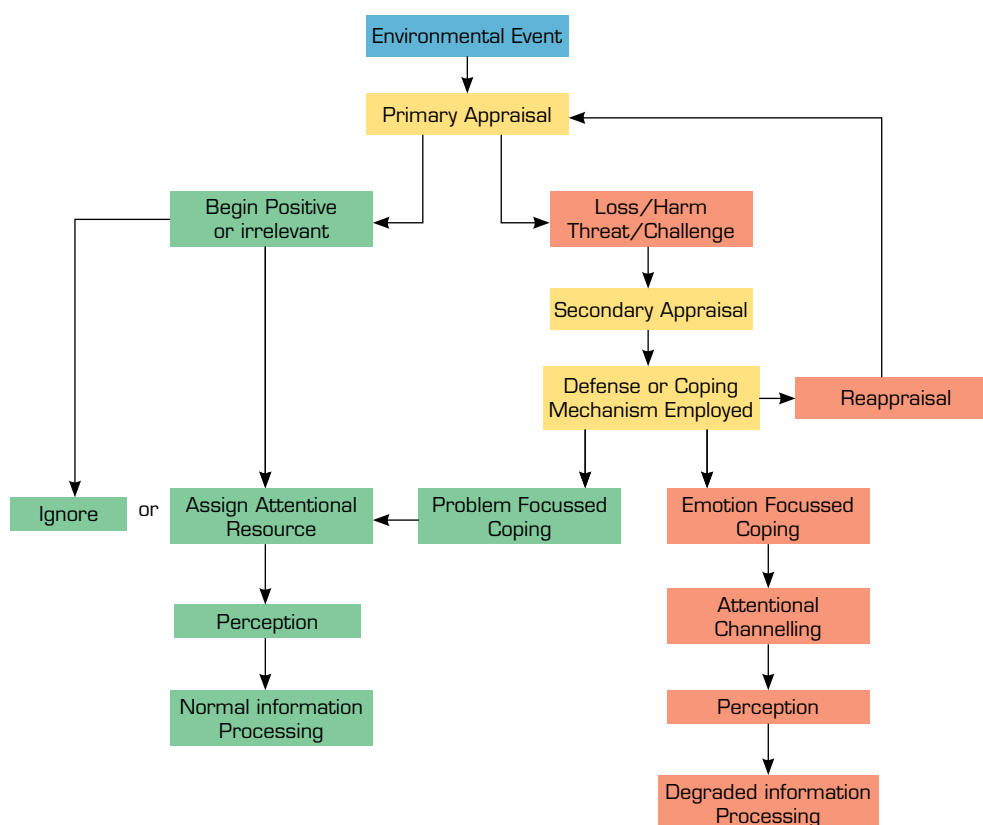 Environmental Event
Primary Appraisal
Begin Positive
or irrelevant
Loss/Harm
Threat/Challenge
Secondary Appraisal
Defense or Coping
Mechanism Employed
Reappraisal
Ignore
or
Assign Attentional
Resource
Problem Focussed
Coping
Emotion Focussed
Coping
Perception
Attentional
Channelling
Normal information
Processing
Perception
Degraded information
Processing